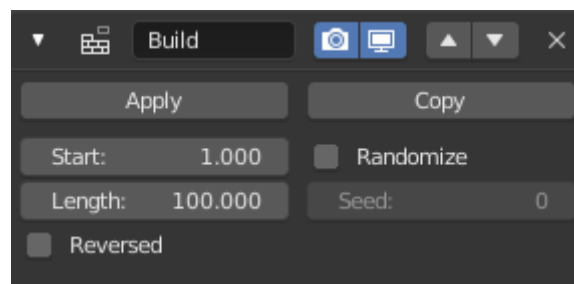 Build
Apply Copy
Start: 1.000 Randomize
Length: 100.000 Seed: 0
Reversed